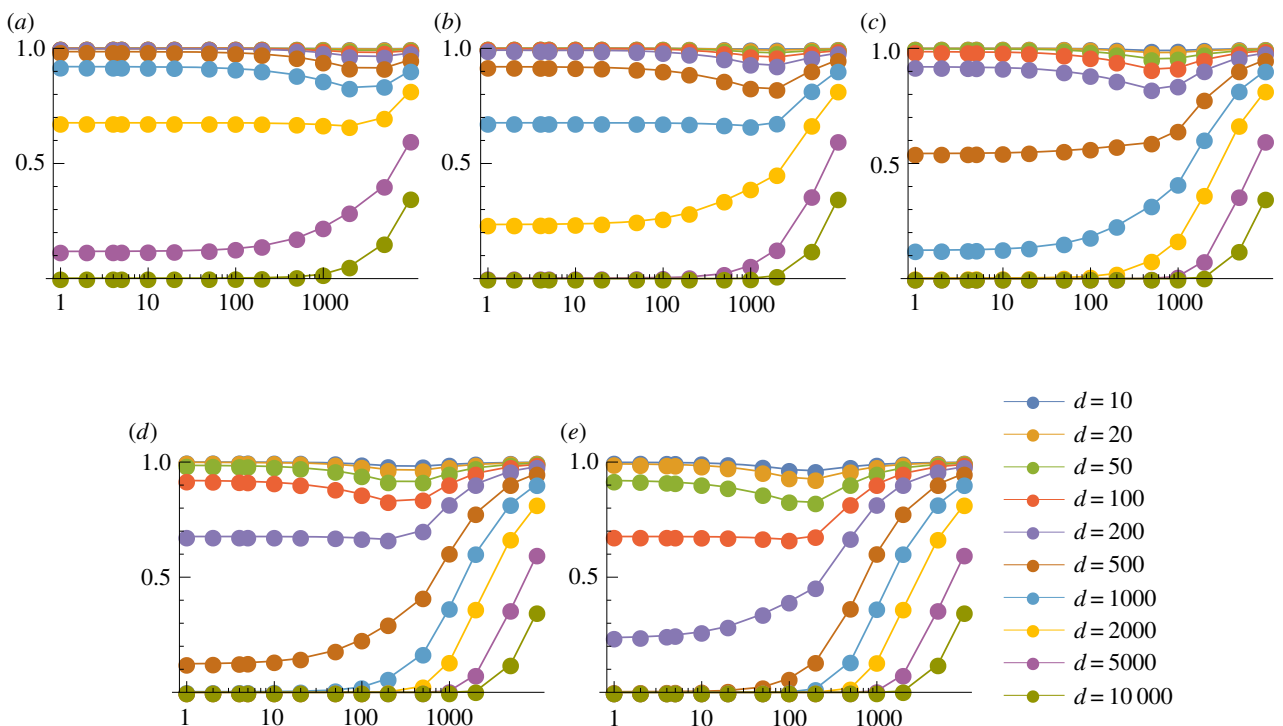 (a) (b) (c)
1.0 1.0 1.0
0.5 0.5 0.5
1 10 100 1000 1 10 100 1000 1 10 100 1000
(d) (e)
1.0 1.0
0.5 0.5
1 10 100 1000 1 10 100 1000
d = 10
d = 20
d = 50
d = 100
d = 200
d = 500
d = 1000
d = 2000
d = 5000
d = 10 000